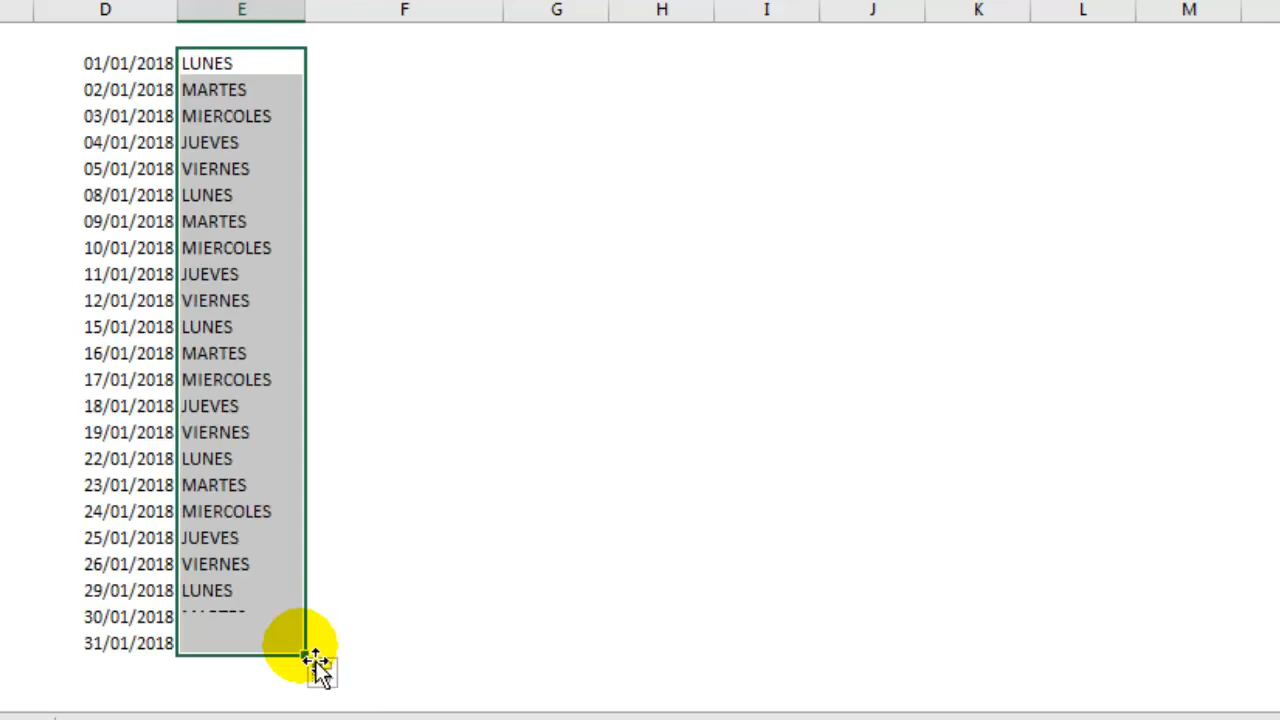 D E F G H I J K L M
01/01/2018 LUNES
02/01/2018 MARTES
03/01/2018 MIERCOLES
04/01/2018 JUEVES
05/01/2018 VIERNES
08/01/2018 LUNES
09/01/2018 MARTES
10/01/2018 MIERCOLES
11/01/2018 JUEVES
12/01/2018 VIERNES
15/01/2018 LUNES
16/01/2018 MARTES
17/01/2018 MIERCOLES
18/01/2018 JUEVES
19/01/2018 VIERNES
22/01/2018 LUNES
23/01/2018 MARTES
24/01/2018 MIERCOLES
25/01/2018 JUEVES
26/01/2018 VIERNES
29/01/2018 LUNES
30/01/2018
31/01/2018